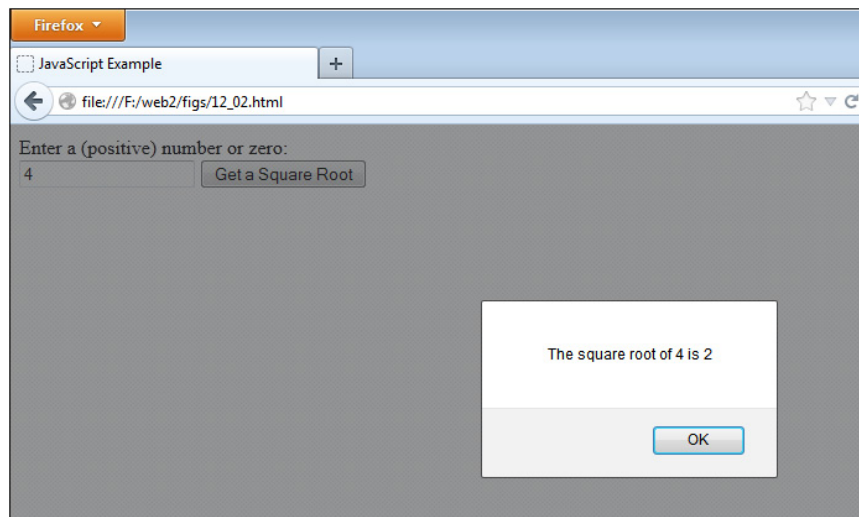 Firefox
JavaScript Example
file:///F:/web2/figs/12_02.html
Enter a (positive) number or zero:
4 Get a Square Root
The square root of 4 is 2
OK